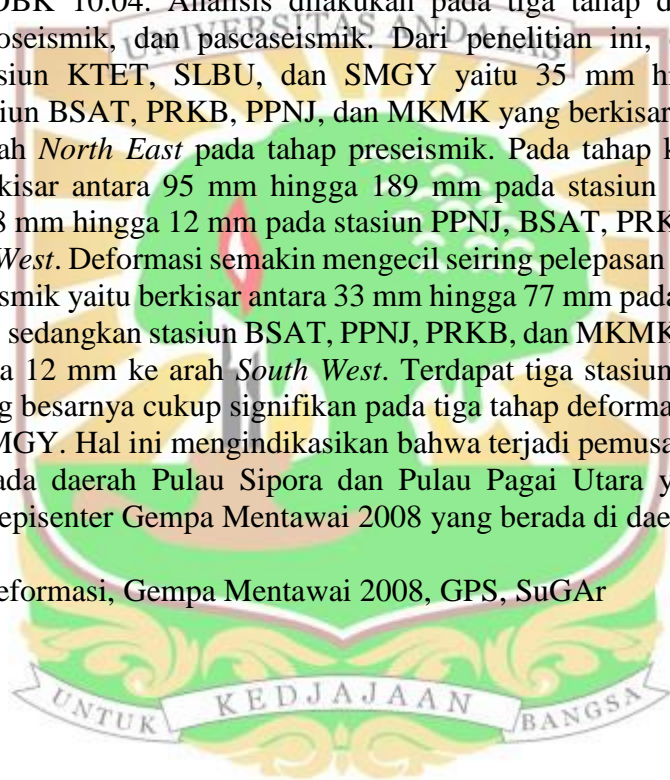 OBK 10.04. Analisis dilakukan pada tiga tahap d
UNIVERSITAS ANDALAS
oseismik, dan pascaseismik. Dari penelitian ini,
siun KTET, SLBU, dan SMGY yaitu 35 mm hi
iun BSAT, PRKB, PPNJ, dan MKMK yang berkisar
ah North East pada tahap preseismik. Pada tahap k
rkisar antara 95 mm hingga 189 mm pada stasiun
8 mm hingga 12 mm pada stasiun PPNJ, BSAT, PRK
West. Deformasi semakin mengecil seiring pelepasan
smik yaitu berkisar antara 33 mm hingga 77 mm pada
sedangkan stasiun BSAT, PPNJ, PRKB, dan MKMK
a 12 mm ke arah South West. Terdapat tiga stasiun
g besarnya cukup signifikan pada tiga tahap deforma
MGY. Hal ini mengindikasikan bahwa terjadi pemusa
ada daerah Pulau Sipora dan Pulau Pagai Utara y
episenter Gempa Mentawai 2008 yang berada di dae
eformasi, Gempa Mentawai 2008, GPS, SuGAr
UNTUK KEDJAJAAN BANGSA